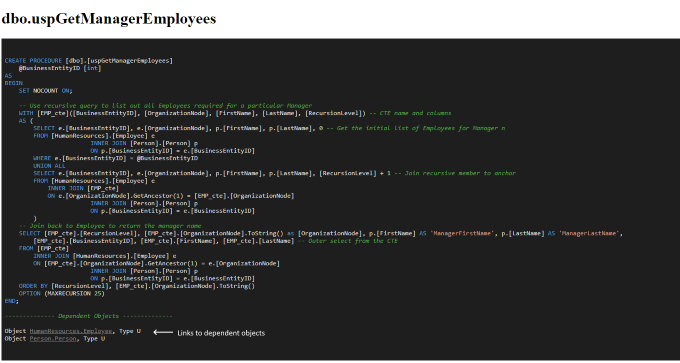 dbo.uspGetManagerEmployees
CREATE PROCEDURE [dbo].[uspGetManagerEmployees]
@BusinessEntityID [int]
AS
BEGIN
SET NOCOUNT ON;
-- Use recursive query to list out all Employees required for a particular Manager
WITH [EMP_cte]([BusinessEntityID], [OrganizationNode], [FirstName], [LastName], [RecursionLevel]) -- CTE name and columns
AS (
SELECT e.[BusinessEntityID], e.[OrganizationNode], p.[FirstName], p.[LastName], 0 -- Get the initial list of Employees for Manager n
FROM [HumanResources].[Employee] e
INNER JOIN [Person].[Person] p
ON p.[BusinessEntityID] = e.[BusinessEntityID]
WHERE e.[BusinessEntityID] = @BusinessEntityID
UNION ALL
SELECT e.[BusinessEntityID], e.[OrganizationNode], p.[FirstName], p.[LastName], [RecursionLevel] + 1 -- Join recursive member to anchor
FROM [HumanResources].[Employee] e
INNER JOIN [EMP_cte]
ON e.[OrganizationNode].GetAncestor(1) = [EMP_cte].[OrganizationNode]
INNER JOIN [Person].[Person] p
ON p.[BusinessEntityID] = e.[BusinessEntityID]
)
-- Join back to Employee to return the manager name
SELECT [EMP_cte].[RecursionLevel], [EMP_cte].[OrganizationNode].ToString() as [OrganizationNode], p.[FirstName] AS 'ManagerFirstName', p.[LastName] AS 'ManagerLastName',
[EMP_cte].[BusinessEntityID], [EMP_cte].[FirstName], [EMP_cte].[LastName] -- Outer select from the CTE
FROM [EMP_cte]
INNER JOIN [HumanResources].[Employee] e
ON [EMP_cte].[OrganizationNode].GetAncestor(1) = e.[OrganizationNode]
INNER JOIN [Person].[Person] p
ON p.[BusinessEntityID] = e.[BusinessEntityID]
ORDER BY [RecursionLevel], [EMP_cte].[OrganizationNode].ToString()
OPTION (MAXRECURSION 25)
END;
-------------- Dependent Objects --------------
Object HumanResources.Employee, Type U
Links to dependent objects
Object Person.Person, Type U